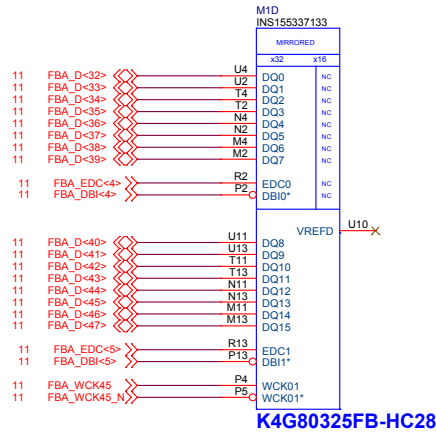 M1D
INS155337133
MIRRORED
x32 x16
11 FBA_D<32> U4 DQ0 NC
11 FBA_D<33> U2 DQ1 NC
11 FBA_D<34> T4 DQ2 NC
11 FBA_D<35> T2 DQ3 NC
11 FBA_D<36> N4 DQ4 NC
11 FBA_D<37> N2 DQ5 NC
11 FBA_D<38> M4 DQ6 NC
11 FBA_D<39> M2 DQ7 NC
11 FBA_EDC<4> R2 EDC0 NC
11 FBA_DBI<4> P2 DBI0* NC
VREFD U10
11 FBA_D<40> U11 DQ8
11 FBA_D<41> U13 DQ9
11 FBA_D<42> T11 DQ10
11 FBA_D<43> T13 DQ11
11 FBA_D<44> N11 DQ12
11 FBA_D<45> N13 DQ13
11 FBA_D<46> M11 DQ14
11 FBA_D<47> M13 DQ15
11 FBA_EDC<5> R13 EDC1
11 FBA_DBI<5> P13 DBI1*
11 FBA_WCK45 P4 WCK01
11 FBA_WCK45_N P5 WCK01*
K4G80325FB-HC28